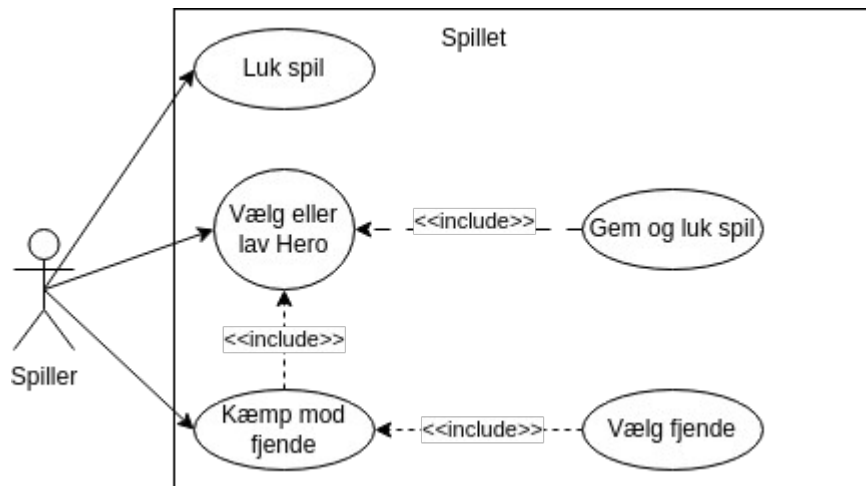 Spillet
Luk spil
Vælg eller
lav Hero
<<include>>
Gem og luk spil
<<include>>
Spiller
Kæmp mod
fjende
<<include>>
Vælg fjende